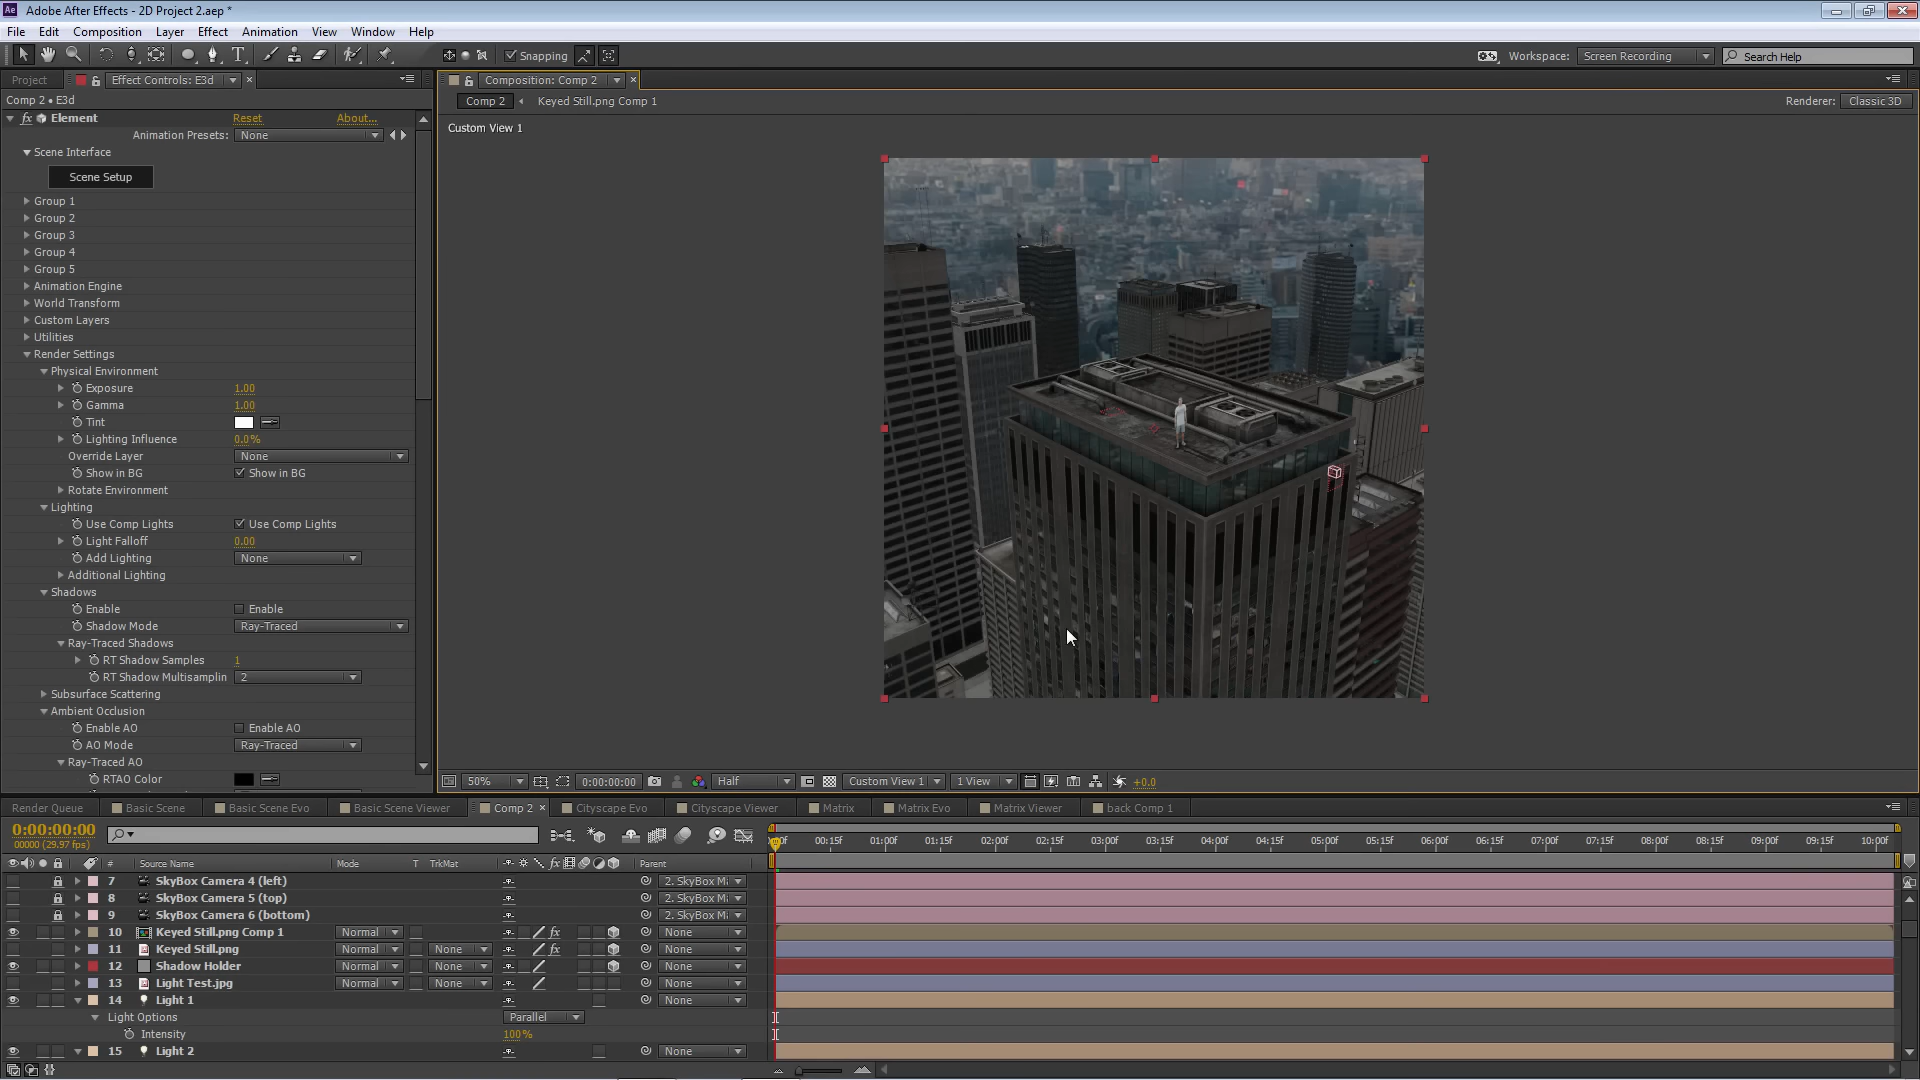 Adobe After Effects - 2D Project 2.aep *
File Edit Composition Layer Effect Animation View Window Help
Snapping
Workspace: Screen Recording Search Help
Project Effect Controls: E3d Composition: Comp 2
Comp 2 • E3d Comp 2 Keyed Still.png Comp 1 Renderer: Classic 3D
Element Reset About...
Custom View 1
Animation Presets: None
Scene Interface
Scene Setup
Group 1
Group 2
Group 3
Group 4
Group 5
Animation Engine
World Transform
Custom Layers
Utilities
Render Settings
Physical Environment
Exposure 1.00
Gamma 1.00
Tint
Lighting Influence 0.0%
Override Layer None
Show in BG Show in BG
Rotate Environment
Lighting
Use Comp Lights Use Comp Lights
Light Falloff 0.00
Add Lighting None
Additional Lighting
Shadows
Enable Enable
Shadow Mode Ray-Traced
Ray-Traced Shadows
RT Shadow Samples 1
RT Shadow Multisamplin 2
Subsurface Scattering
Ambient Occlusion
Enable AO Enable AO
AO Mode Ray-Traced
Ray-Traced AO
RTAO Color
50% 0:00:00:00 Half Custom View 1 1 View +0.0
Render Queue Basic Scene Basic Scene Evo Basic Scene Viewer Comp 2 Cityscape Evo Cityscape Viewer Matrix Matrix Evo Matrix Viewer back Comp 1
0:00:00:00
00000 (29.97 fps)
00:15f 01:00f 01:15f 02:00f 02:15f 03:00f 03:15f 04:00f 04:15f 05:00f 05:15f 06:00f 06:15f 07:00f 07:15f 08:00f 08:15f 09:00f 09:15f 10:00f
# Source Name Mode T TrkMat fx Parent
7 SkyBox Camera 4 (left) 2. SkyBox M
8 SkyBox Camera 5 (top) 2. SkyBox M
9 SkyBox Camera 6 (bottom) 2. SkyBox M
10 Keyed Still.png Comp 1 Normal fx None
11 Keyed Still.png Normal None fx None
12 Shadow Holder Normal None None
13 Light Test.jpg Normal None None
14 Light 1 None
Light Options Parallel
Intensity 100%
15 Light 2 None